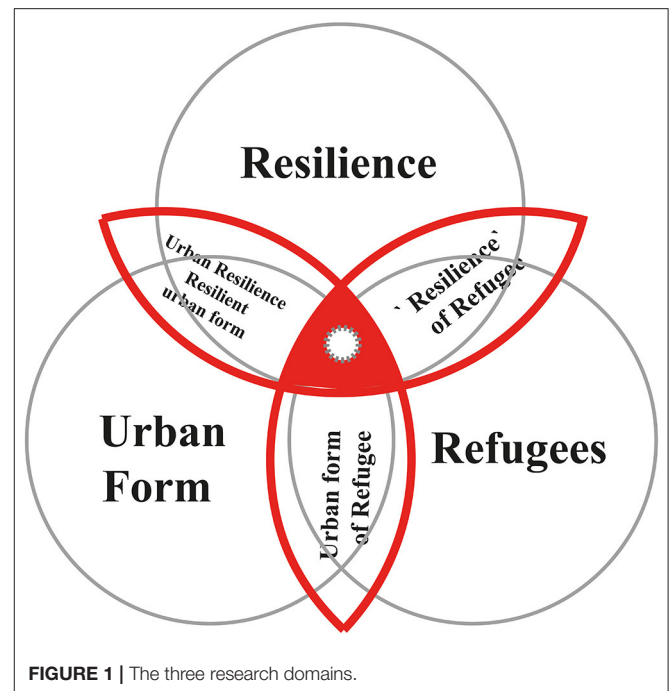 Resilience
Urban Resilience
Resilient
urban form
` Resilience`
of Refugee
Urban
Form
Refugees
Urban form
of Refugee
FIGURE 1 | The three research domains.